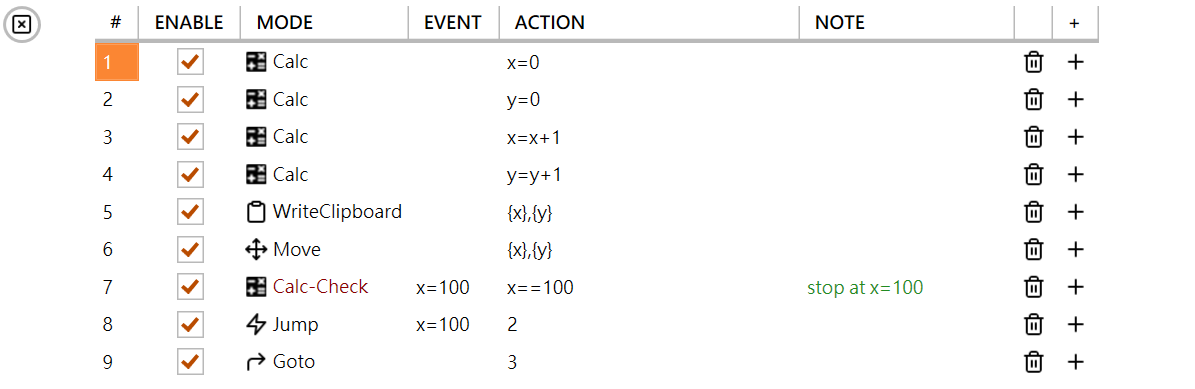 # ENABLE MODE EVENT ACTION NOTE +
1 Calc x=0
2 Calc y=0
3 Calc x=x+1
4 Calc y=y+1
5 WriteClipboard {x},{y}
6 Move {x},{y}
7 Calc-Check x=100 x==100 stop at x=100
8 Jump x=100 2
9 Goto 3